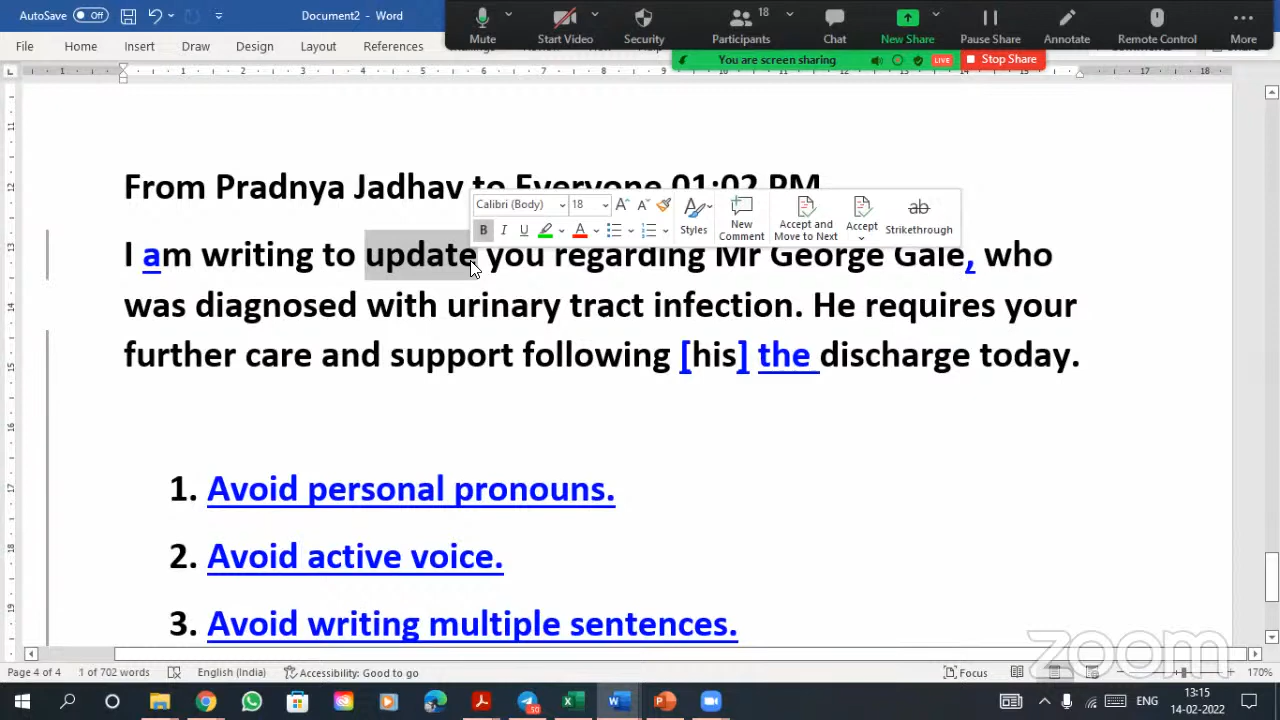 AutoSave Off Document2 - Word
Mute Start Video Security Participants 18 Chat New Share Pause Share Annotate Remote Control More
File Home Insert Draw Design Layout References
You are screen sharing LIVE Stop Share
From Pradnya Jadhav to Everyone 01:02 PM
Calibri (Body) 18 Styles New Comment Accept and Move to Next Accept Strikethrough
I am writing to update you regarding Mr George Gale, who
was diagnosed with urinary tract infection. He requires your
further care and support following [his] the discharge today.
1. Avoid personal pronouns.
2. Avoid active voice.
3. Avoid writing multiple sentences.
zoom
Page 4 of 4 1 of 702 words English (India) Accessibility: Good to go Focus 170%
ENG 13:15
14-02-2022